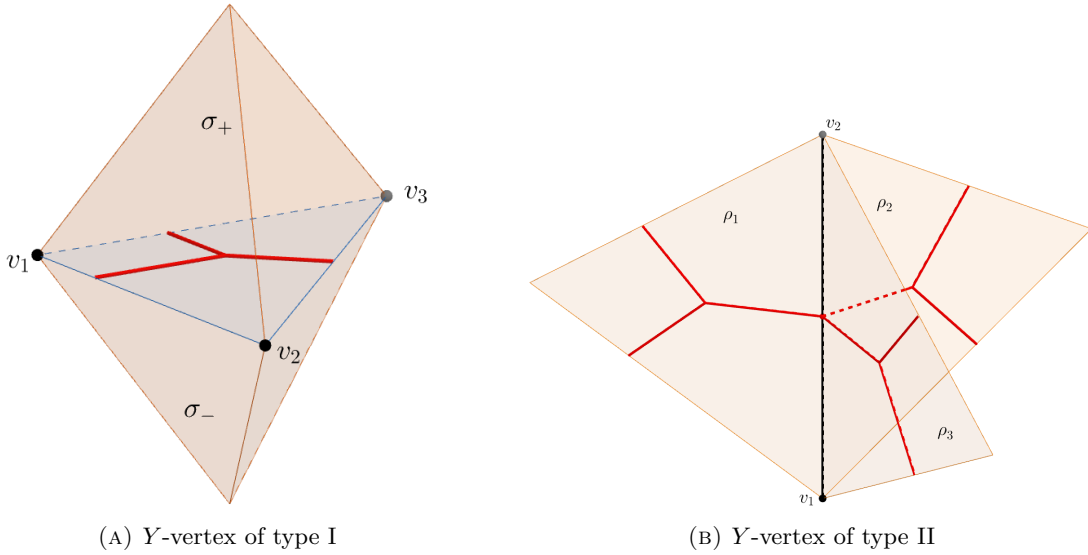 σ₊
v₃
v₁
v₂
σ₋
(A) Y-vertex of type I
v₂
ρ₁
ρ₂
ρ₃
v₁
(B) Y-vertex of type II